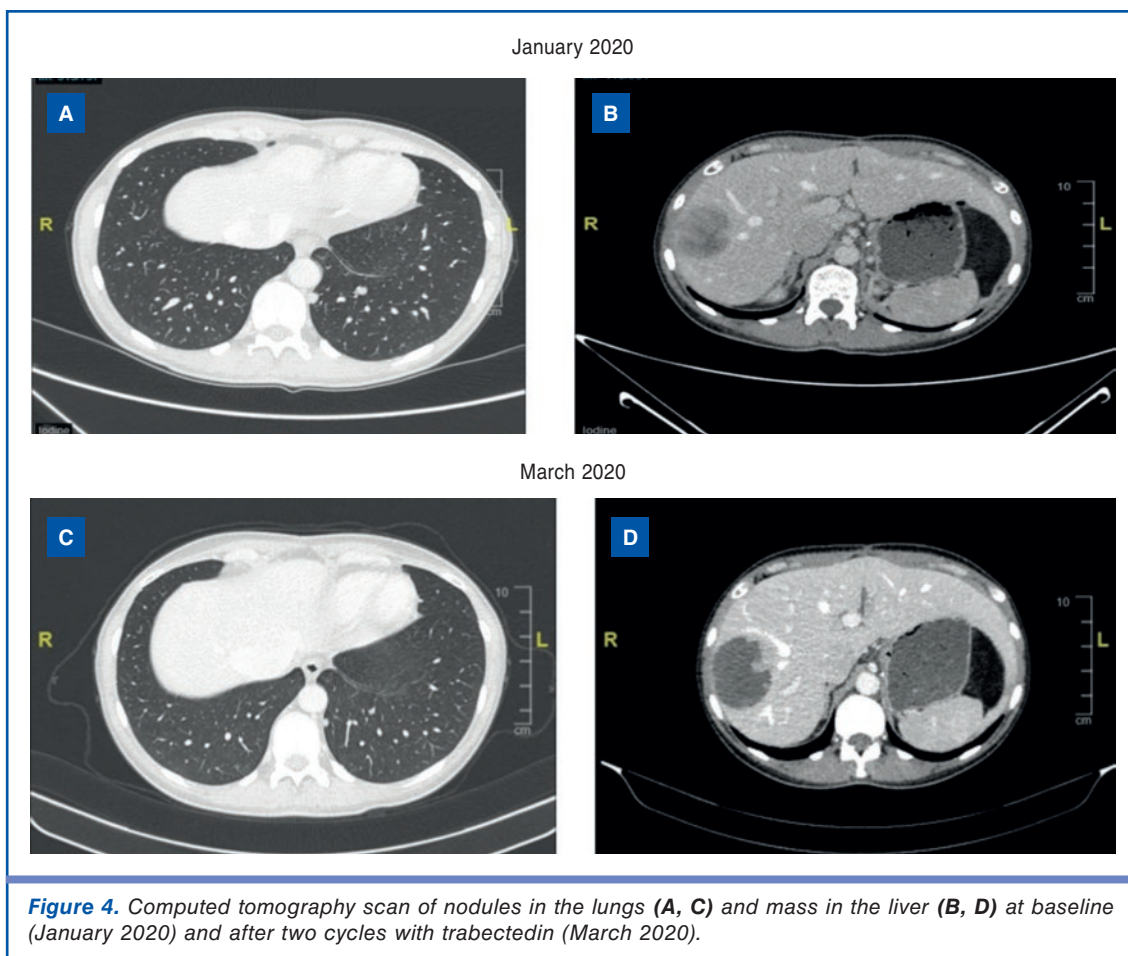 January 2020
A
B
R
L
cm
Iodine
10
R
L
cm
Iodine
March 2020
C
D
10
R
L
cm
10
R
L
cm
Figure 4. Computed tomography scan of nodules in the lungs (A, C) and mass in the liver (B, D) at baseline
(January 2020) and after two cycles with trabectedin (March 2020).